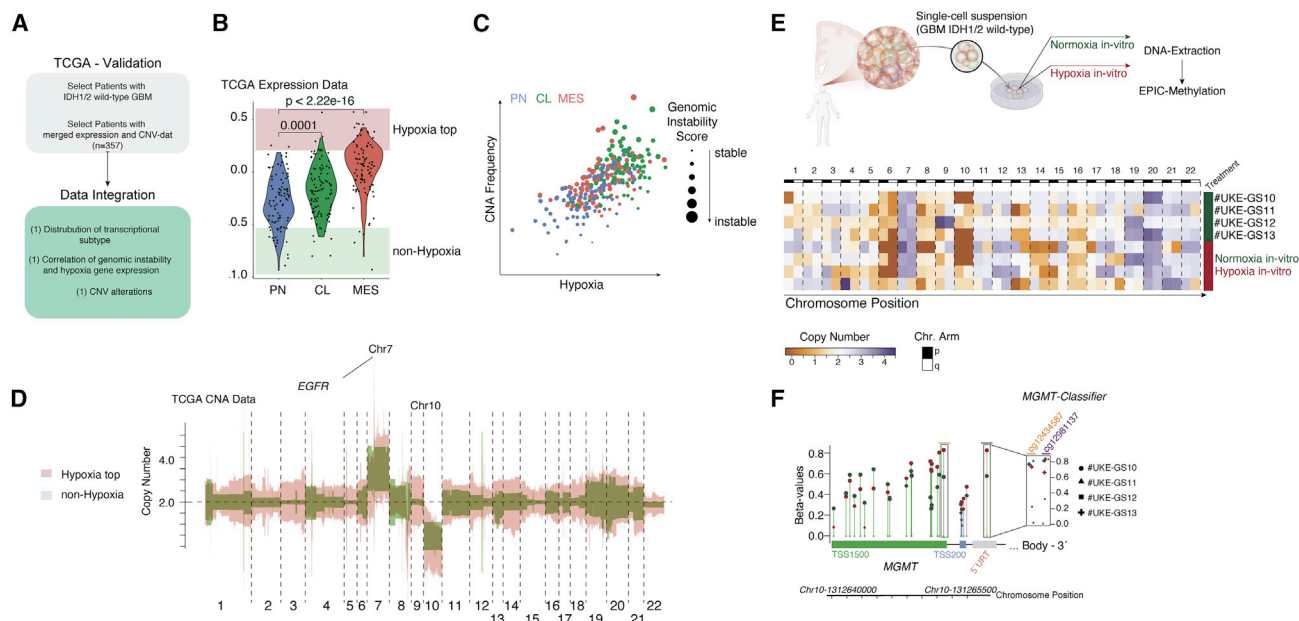 A
TCGA - Validation
Select Patients with
IDH1/2 wild-type GBM
Select Patients with
merged expression and CNV-dat
(n=357)
Data Integration
(1) Distrubution of transcriptional
subtype
(1) Correlation of genomic instability
and hypoxia gene expression
(1) CNV alterations
B
TCGA Expression Data
p < 2.22e-16
0.0001
0.5
0.0
0.5
1.0
Hypoxia top
non-Hypoxia
PN CL MES
C
PN CL MES
CNA Frequency
Hypoxia
Genomic
Instability
Score
stable
instable
D
TCGA CNA Data
EGFR
Chr7
Chr10
Hypoxia top
non-Hypoxia
Copy Number
4.0
2.0
1 2 3 4 5 6 7 8 9 10 11 12 13 14 15 16 17 18 19 20 21 22
E
Single-cell suspension
(GBM IDH1/2 wild-type)
Normoxia in-vitro
Hypoxia in-vitro
DNA-Extraction
EPIC-Methylation
1 2 3 4 5 6 7 8 9 10 11 12 13 14 15 16 17 18 19 20 21 22
Treatment
#UKE-GS10
#UKE-GS11
#UKE-GS12
#UKE-GS13
Normoxia in-vitro
Hypoxia in-vitro
Chromosome Position
Copy Number
0 1 2 3 4
Chr. Arm
p
q
F
MGMT-Classifier
cg12434587
cg12981137
Beta-values
0.8
0.6
0.4
0.2
0.0
0.8
0.6
0.4
0.2
0.0
#UKE-GS10
#UKE-GS11
#UKE-GS12
#UKE-GS13
TSS1500
TSS200
5´URT
... Body - 3´
MGMT
Chr10-1312640000
Chr10-131265500
Chromosome Position